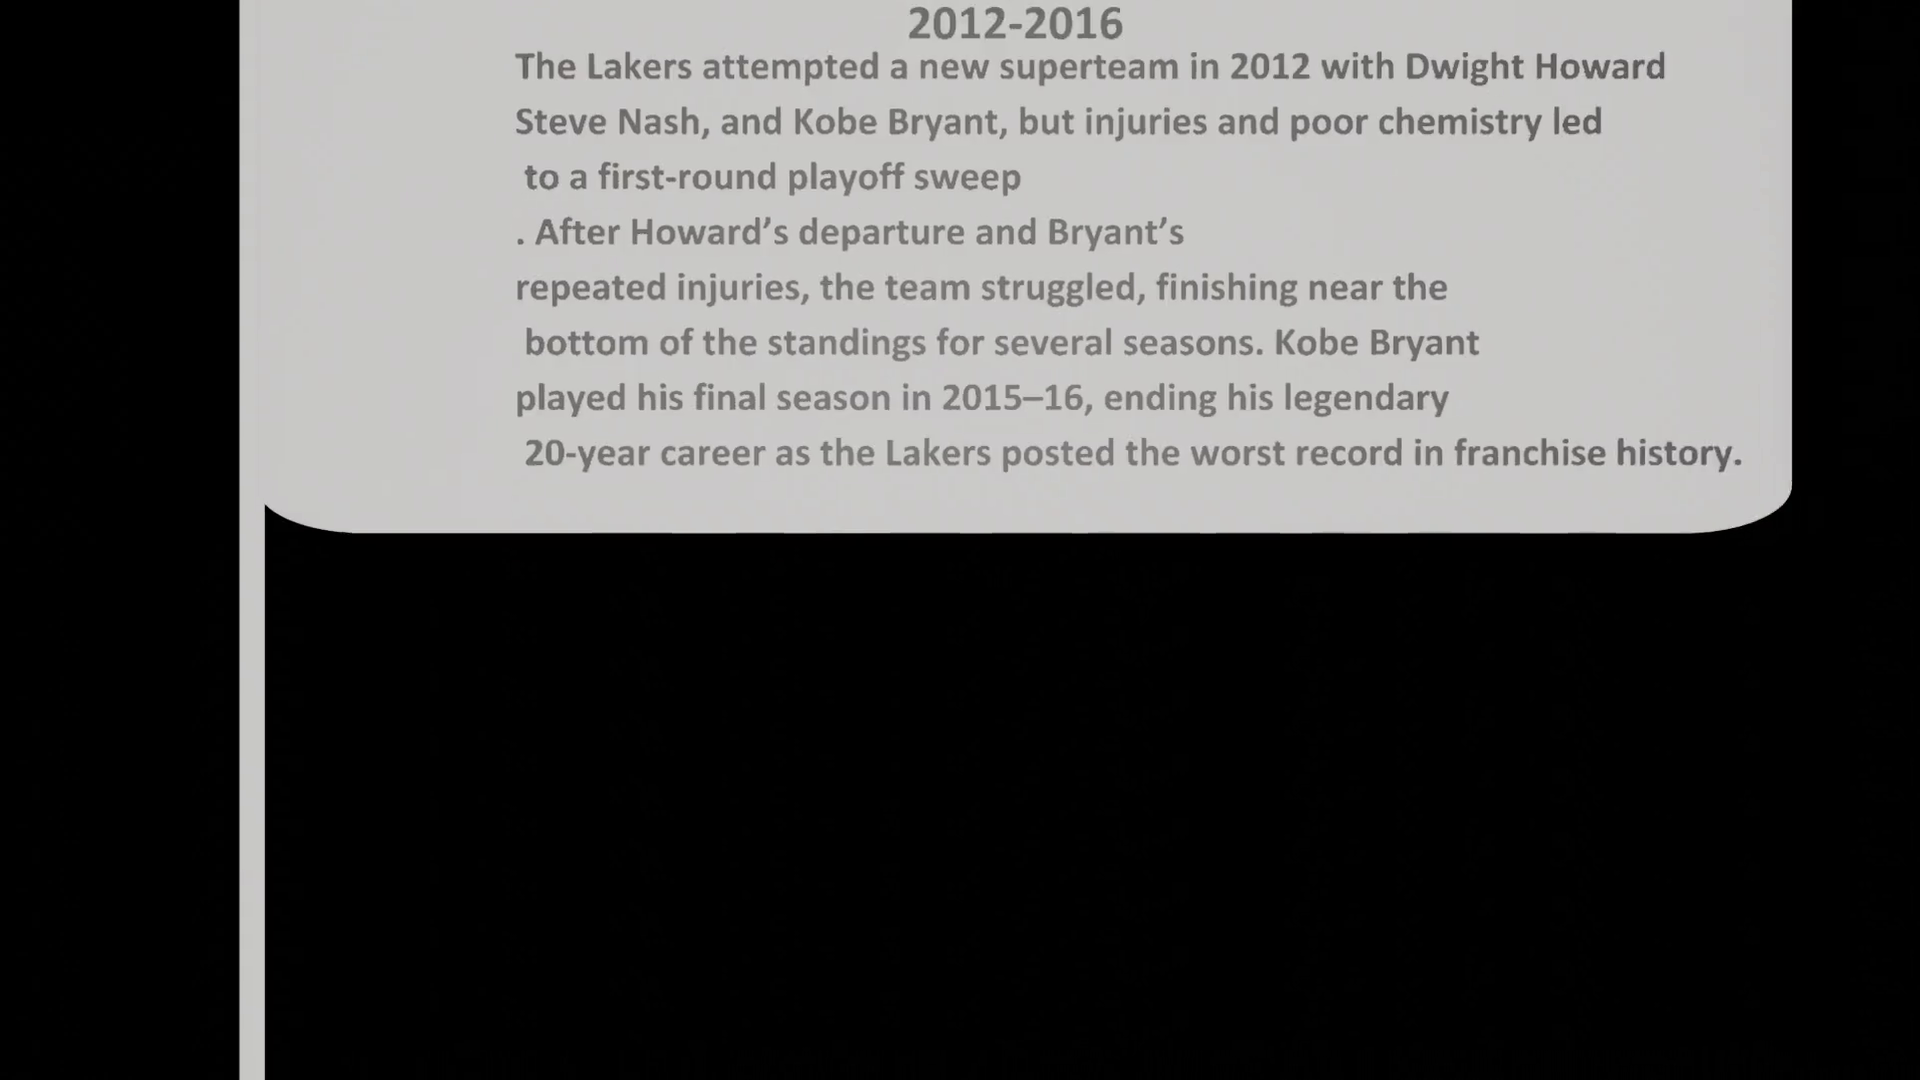 2012-2016
The Lakers attempted a new superteam in 2012 with Dwight Howard
Steve Nash, and Kobe Bryant, but injuries and poor chemistry led
to a first-round playoff sweep
. After Howard’s departure and Bryant’s
repeated injuries, the team struggled, finishing near the
bottom of the standings for several seasons. Kobe Bryant
played his final season in 2015–16, ending his legendary
20-year career as the Lakers posted the worst record in franchise history.